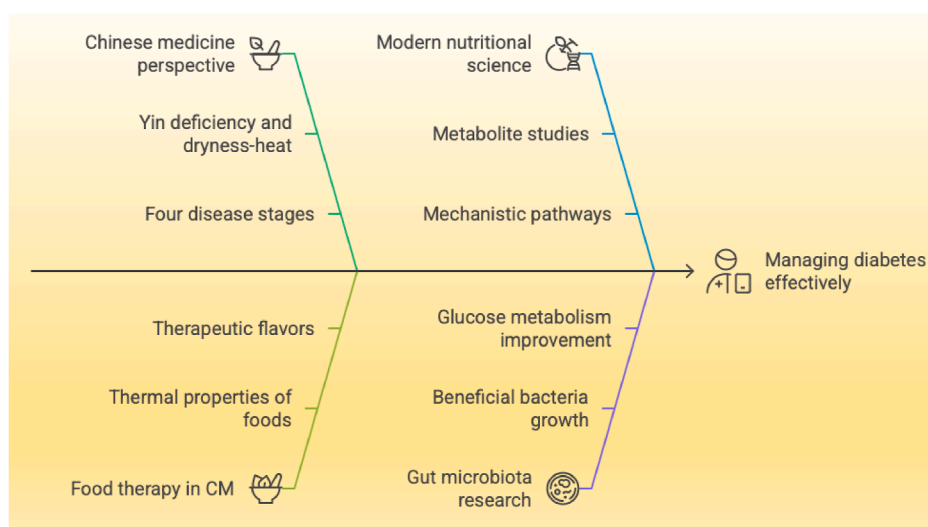 Chinese medicine
perspective
Yin deficiency and
dryness-heat
Four disease stages
Modern nutritional
science
Metabolite studies
Mechanistic pathways
Managing diabetes
effectively
Therapeutic flavors
Thermal properties of
foods
Food therapy in CM
Glucose metabolism
improvement
Beneficial bacteria
growth
Gut microbiota
research